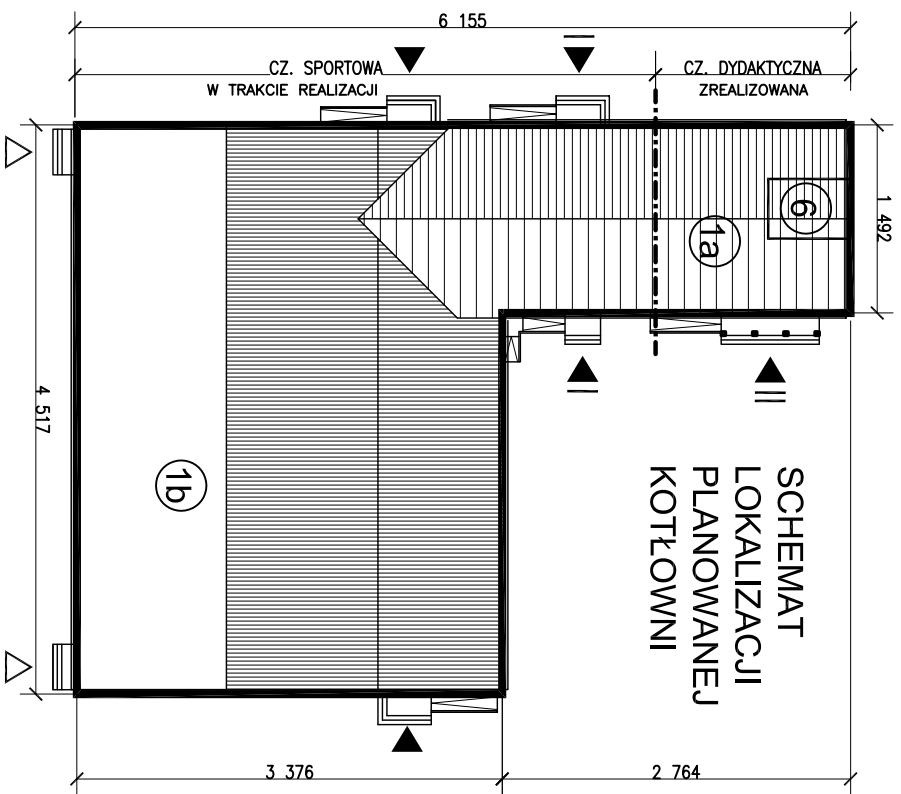 6 155
CZ. SPORTOWA
W TRAKCIE REALIZACJI
CZ. DYDAKTYCZNA
ZREALIZOWANA
1 492
6
1a
I
II
I
III
4 517
1b
SCHEMAT
LOKALIZACJI
PLANOWANEJ
KOTŁOWNI
3 376
2 764